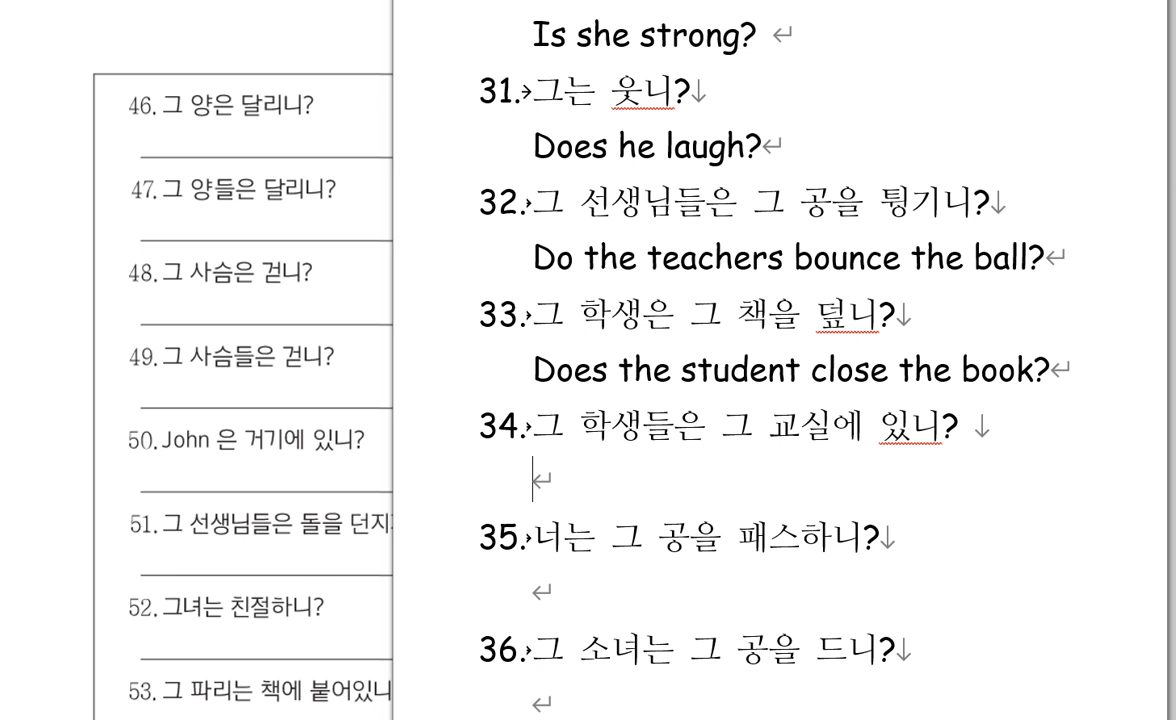 46. 그 양은 달리니?
47. 그 양들은 달리니?
48. 그 사슴은 걷니?
49. 그 사슴들은 걷니?
50. John 은 거기에 있니?
51. 그 선생님들은 돌을
52. 그녀는 친절하니?
53. 그 파리는 책에
Is she strong?
31. 그는 웃니?
Does he laugh?
32. 그 선생님들은 그 공을 튕기니?
Do the teachers bounce the ball?
33. 그 학생은 그 책을 덮니?
Does the student close the book?
34. 그 학생들은 그 교실에 있니?
35. 너는 그 공을 패스하니?
36. 그 소녀는 그 공을 드니?